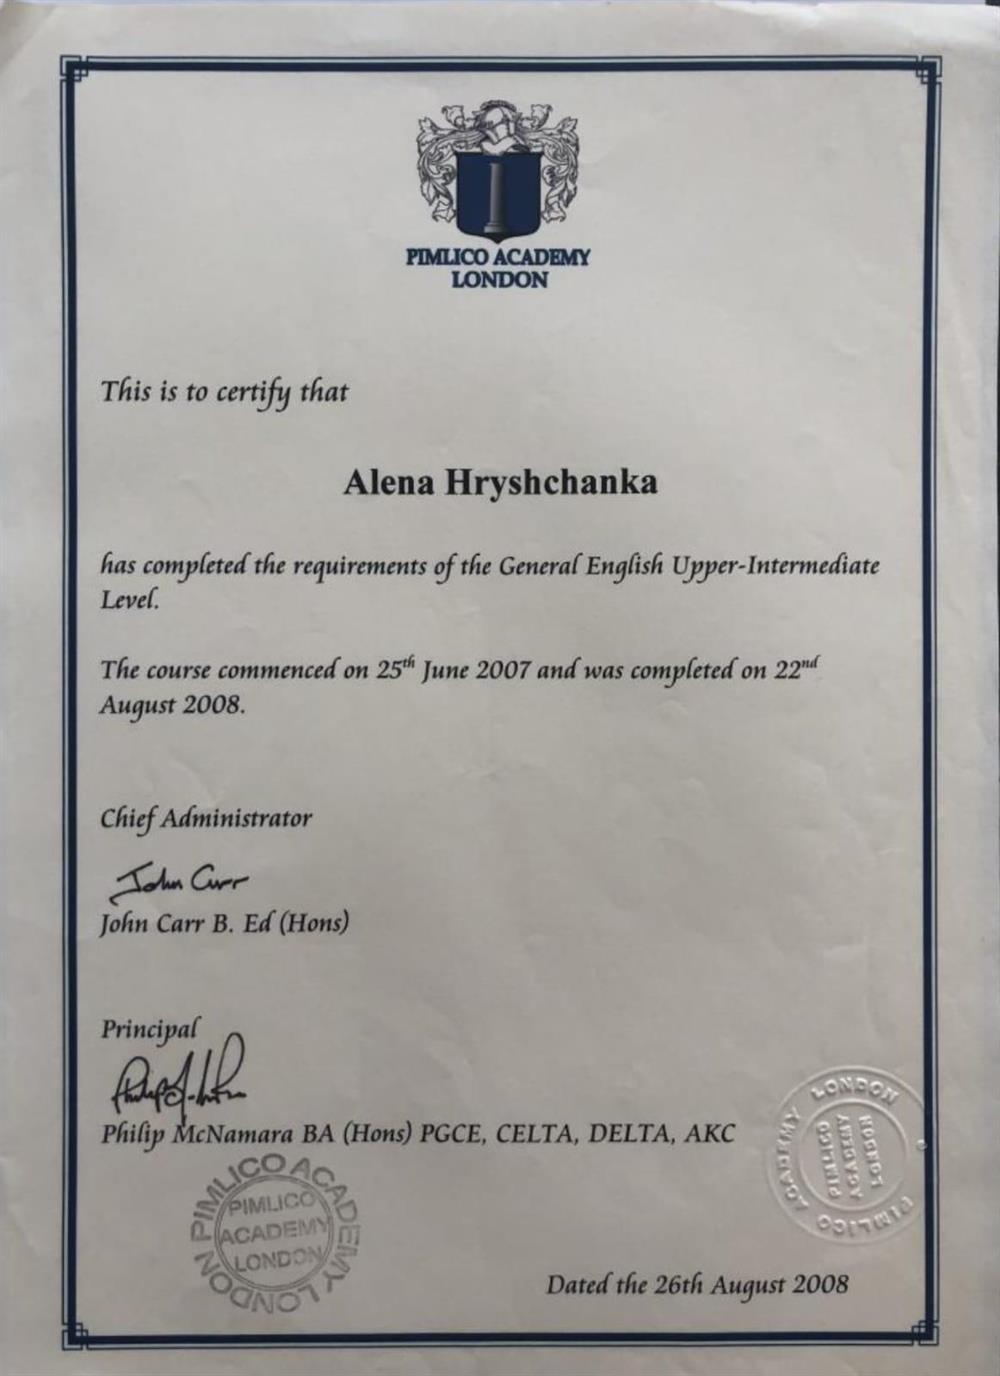 PIMLICO ACADEMY
LONDON
This is to certify that
Alena Hryshchanka
has completed the requirements of the General English Upper-Intermediate
Level.
The course commenced on 25th June 2007 and was completed on 22nd
August 2008.
Chief Administrator
John Carr
John Carr B. Ed (Hons)
Principal
Philip McNamara BA (Hons) PGCE, CELTA, DELTA, AKC
PIMLICO ACADEMY LONDON
PIMLICO
ACADEMY
LONDON
PIMLICO ACADEMY LONDON
PIMLICO
ACADEMY
LONDON
Dated the 26th August 2008